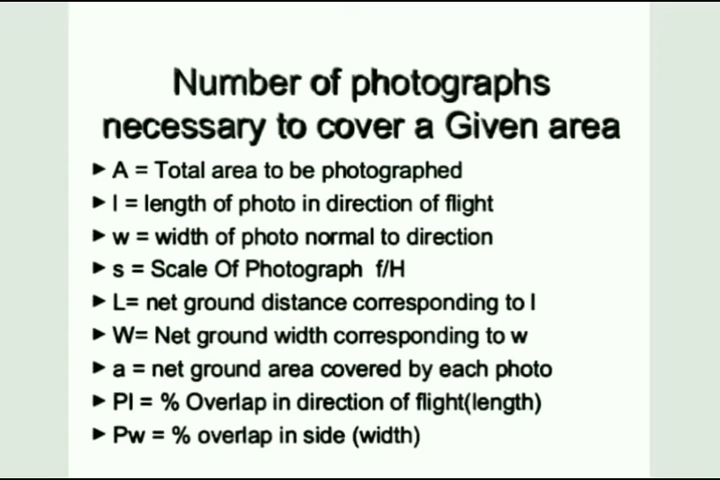 Number of photographs
necessary to cover a Given area
► A = Total area to be photographed
► l = length of photo in direction of flight
► w = width of photo normal to direction
► s = Scale Of Photograph f/H
► L= net ground distance corresponding to l
► W= Net ground width corresponding to w
► a = net ground area covered by each photo
► Pl = % Overlap in direction of flight(length)
► Pw = % overlap in side (width)